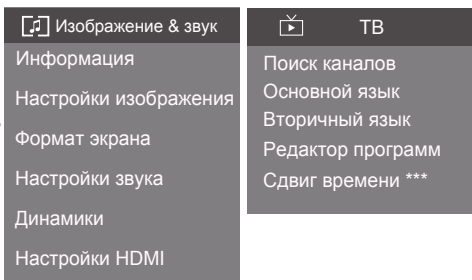 Изображение & звук
Информация
Настройки изображения
Формат экрана
Настройки звука
Динамики
Настройки HDMI
ТВ
Поиск каналов
Основной язык
Вторичный язык
Редактор программ
Сдвиг времени ***